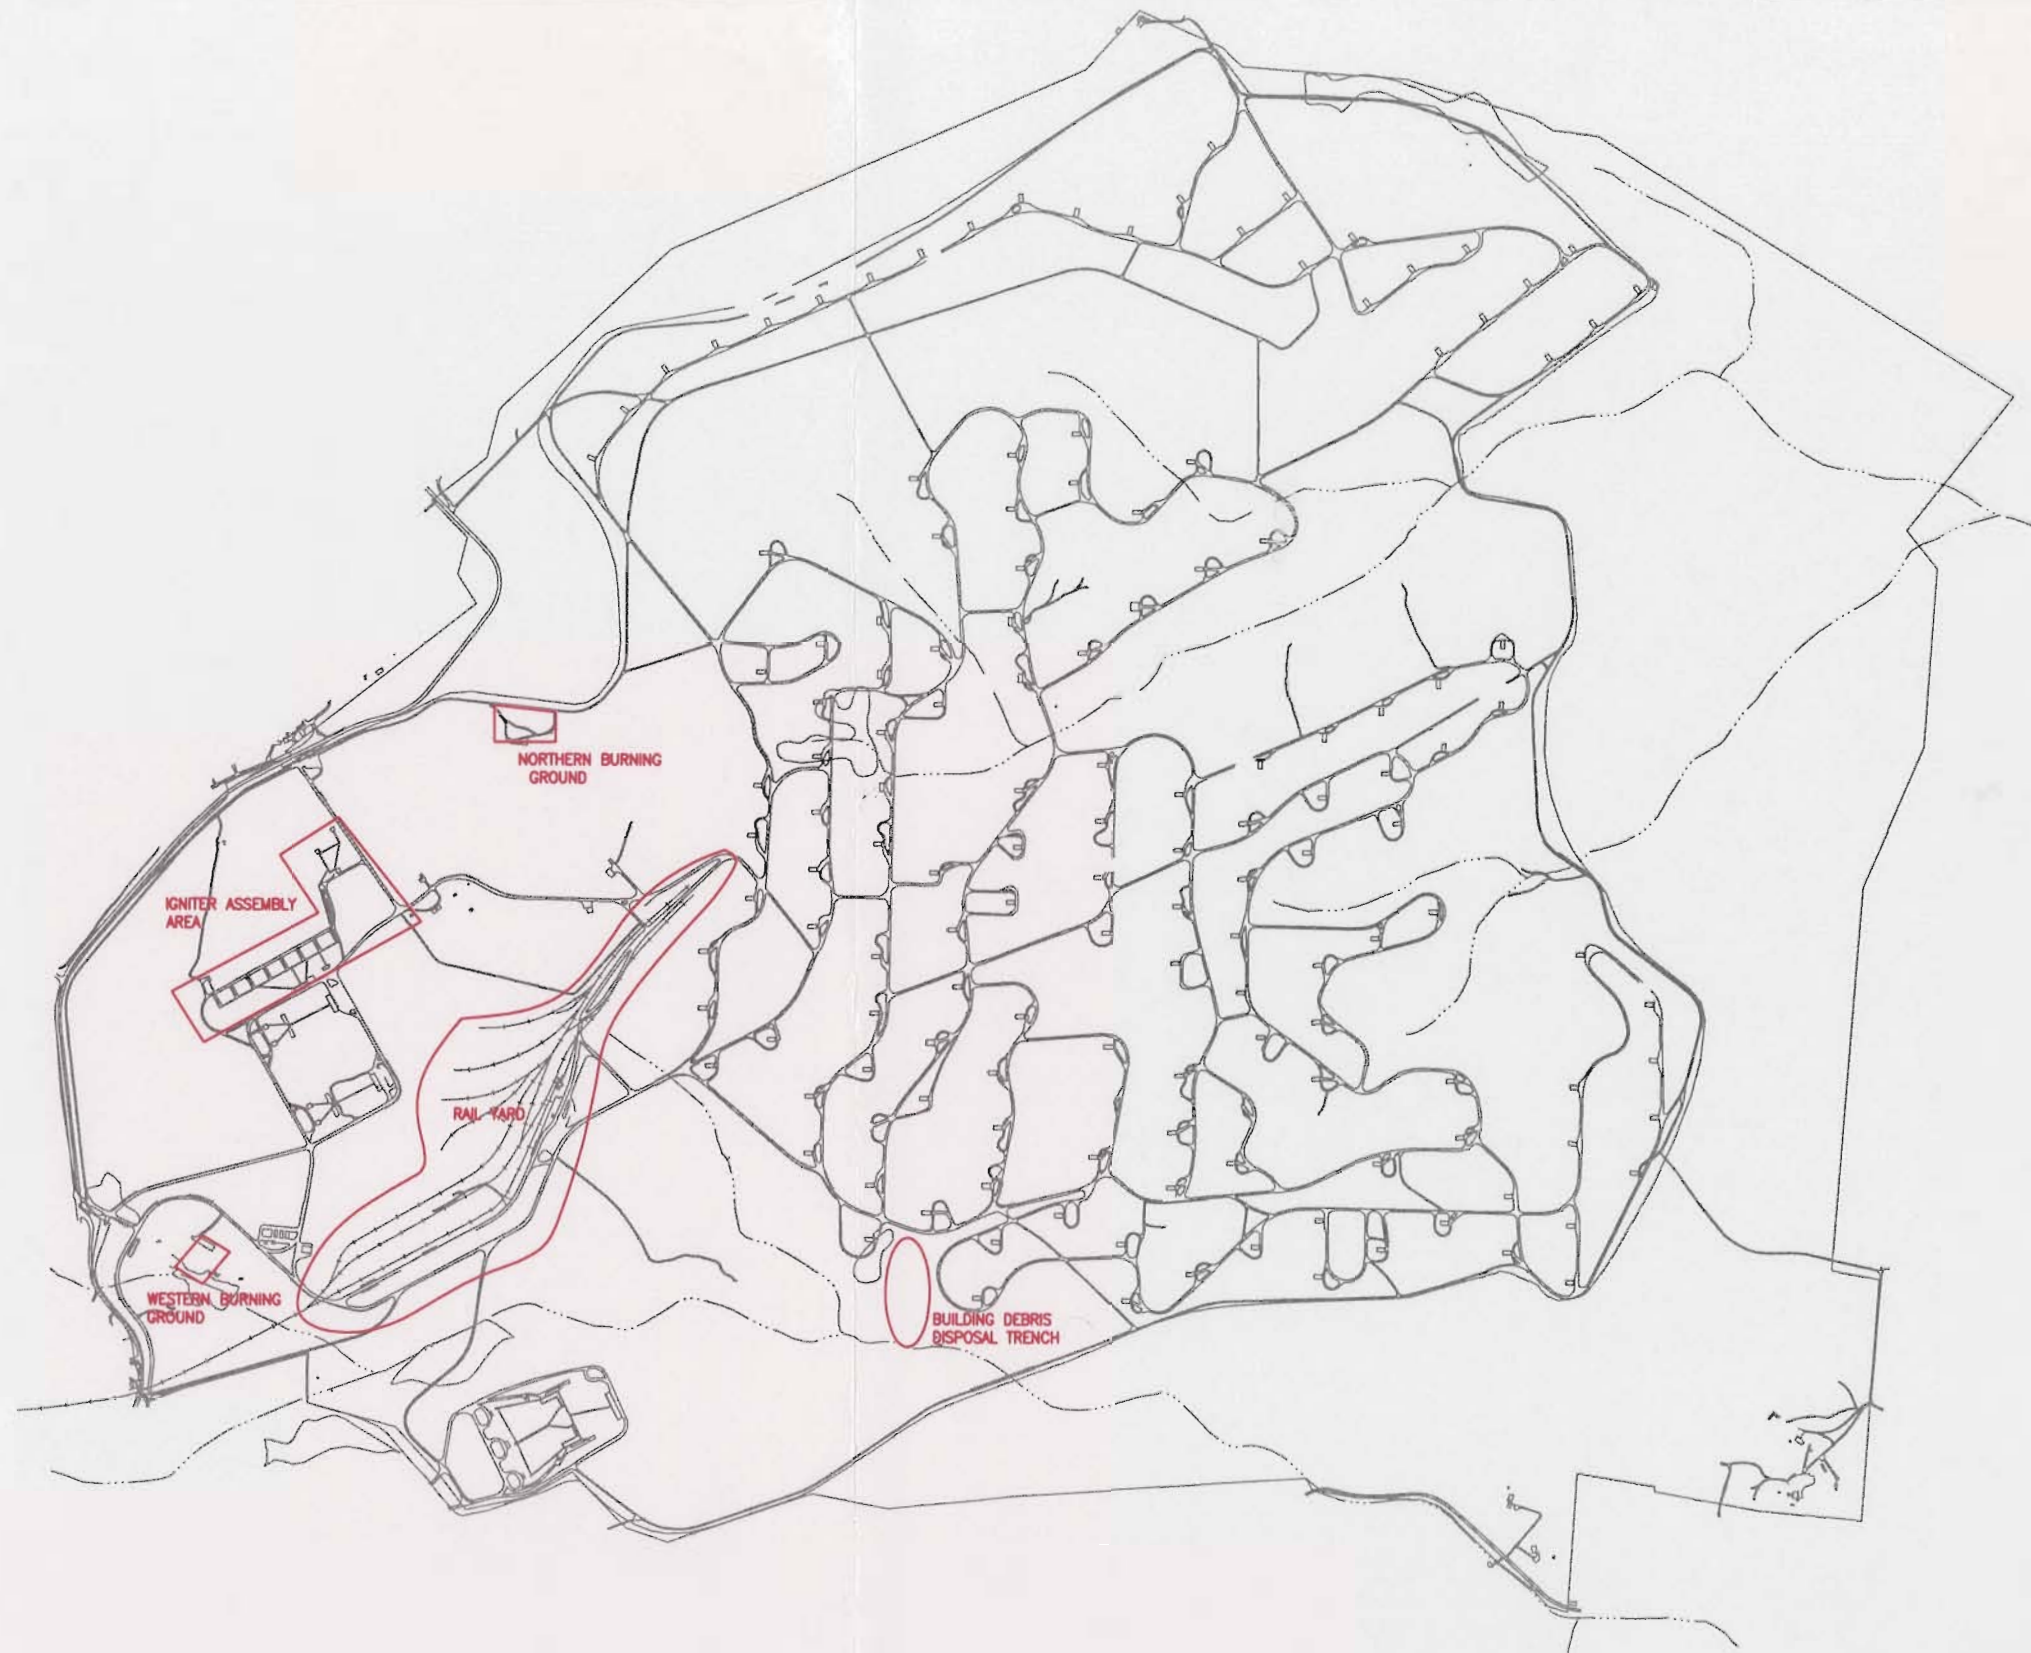 NORTHERN BURNING
GROUND
IGNITER ASSEMBLY
AREA
RAIL YARD
WESTERN BURNING
GROUND
BUILDING DEBRIS
DISPOSAL TRENCH